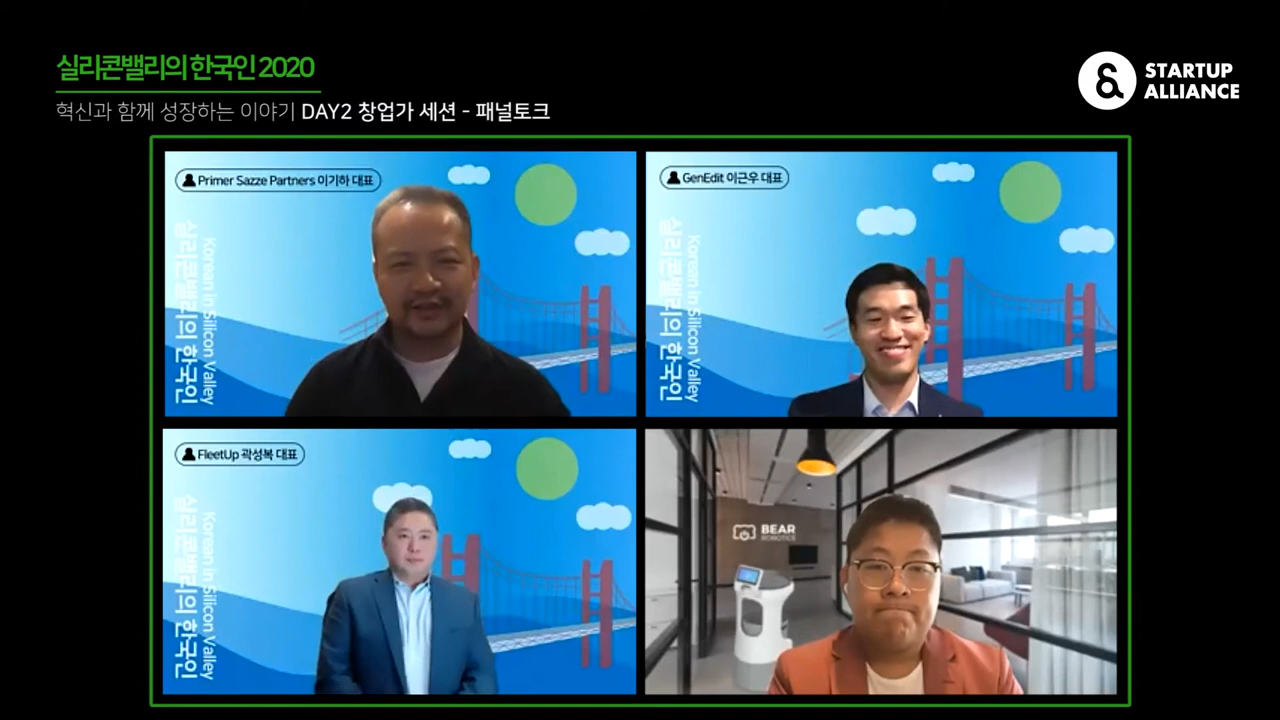 실리콘밸리의 한국인 2020
혁신과 함께 성장하는 이야기 DAY2 창업가 세션 - 패널토크
STARTUP
ALLIANCE
Primer Sazze Partners 이기하 대표
Korean in Silicon Valley
실리콘밸리의 한국인
GenEdit 이근우 대표
Korean in Silicon Valley
실리콘밸리의 한국인
FleetUp 곽성복 대표
Korean in Silicon Valley
실리콘밸리의 한국인
BEAR
ROBOTICS